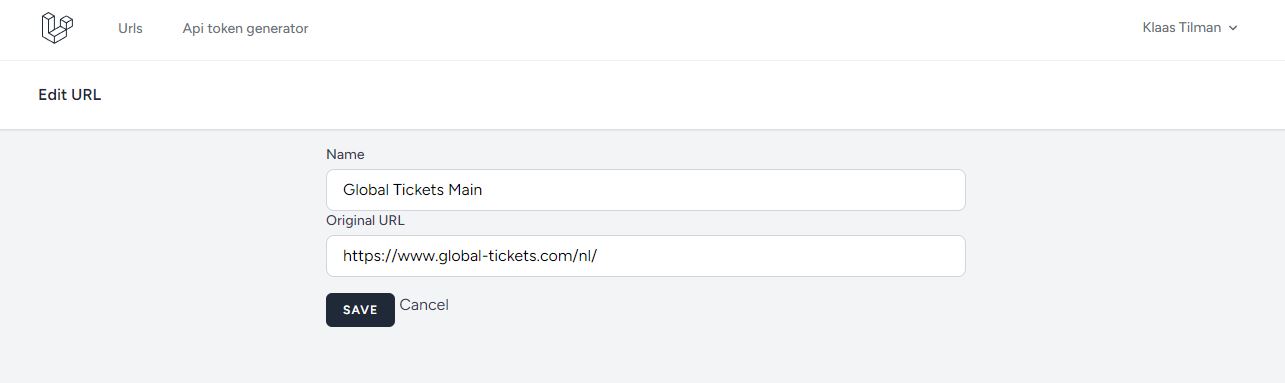 Urls Api token generator Klaas Tilman
Edit URL
Name
Global Tickets Main
Original URL
https://www.global-tickets.com/nl/
SAVE Cancel